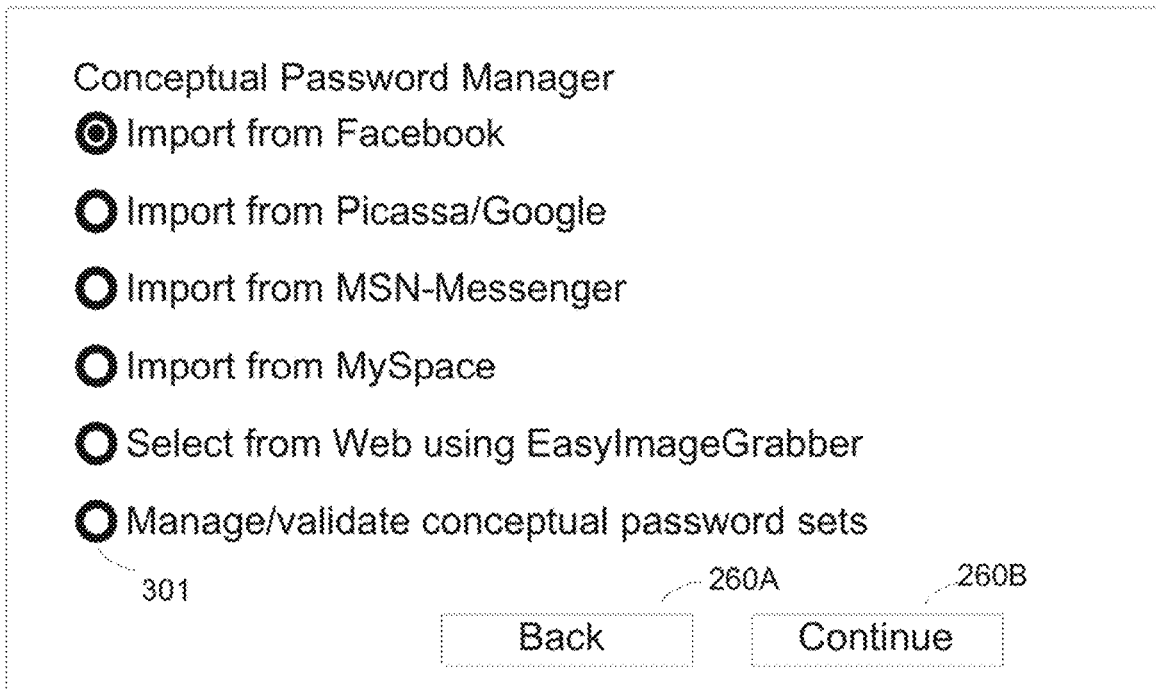 Conceptual Password Manager
Import from Facebook
Import from Picassa/Google
Import from MSN-Messenger
Import from MySpace
Select from Web using EasyImageGrabber
Manage/validate conceptual password sets
301
260A
260B
Back
Continue